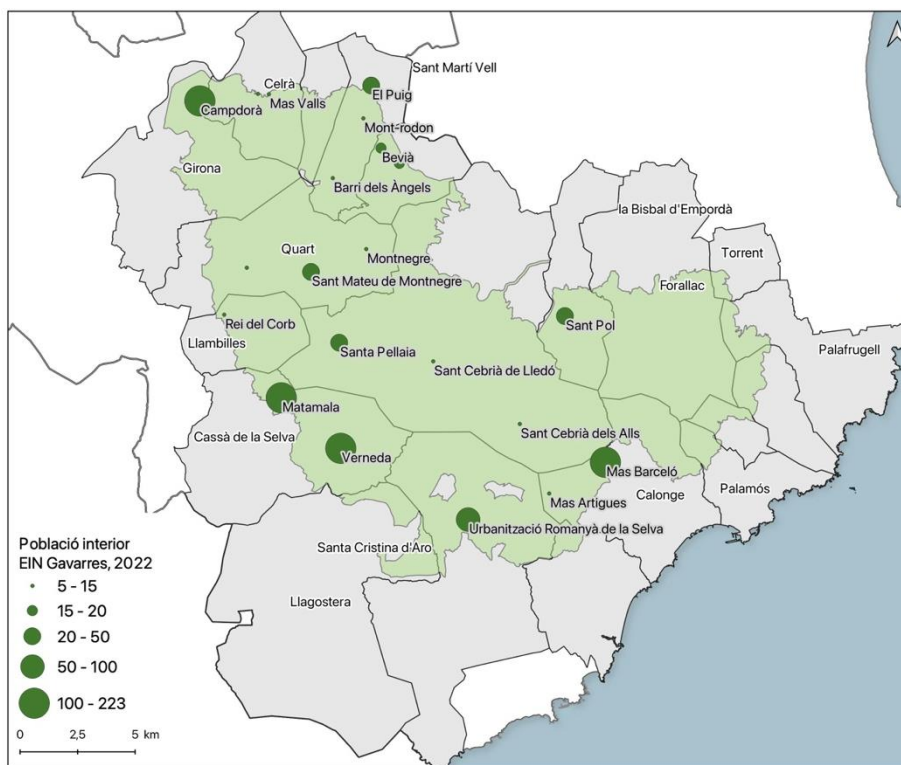 Sant Martí Vell
Celrà
El Puig
Mas Valls
Campdorà
Mont-rodon
Bevià
Girona
Barri dels Àngels
la Bisbal d'Empordà
Quart
Montnegre
Torrent
Sant Mateu de Montnegre
Forallac
Rei del Corb
Sant Pol
Llambilles
Santa Pellaia
Palafrugell
Sant Cebrià de Lledó
Matamala
Cassà de la Selva
Sant Cebrià dels Alls
Verneda
Mas Barceló
Calonge
Palamós
Mas Artigues
Urbanització Romanyà de la Selva
Santa Cristina d'Aro
Llagostera
Població interior
EIN Gavarres, 2022
5 - 15
15 - 20
20 - 50
50 - 100
100 - 223
0 2,5 5 km